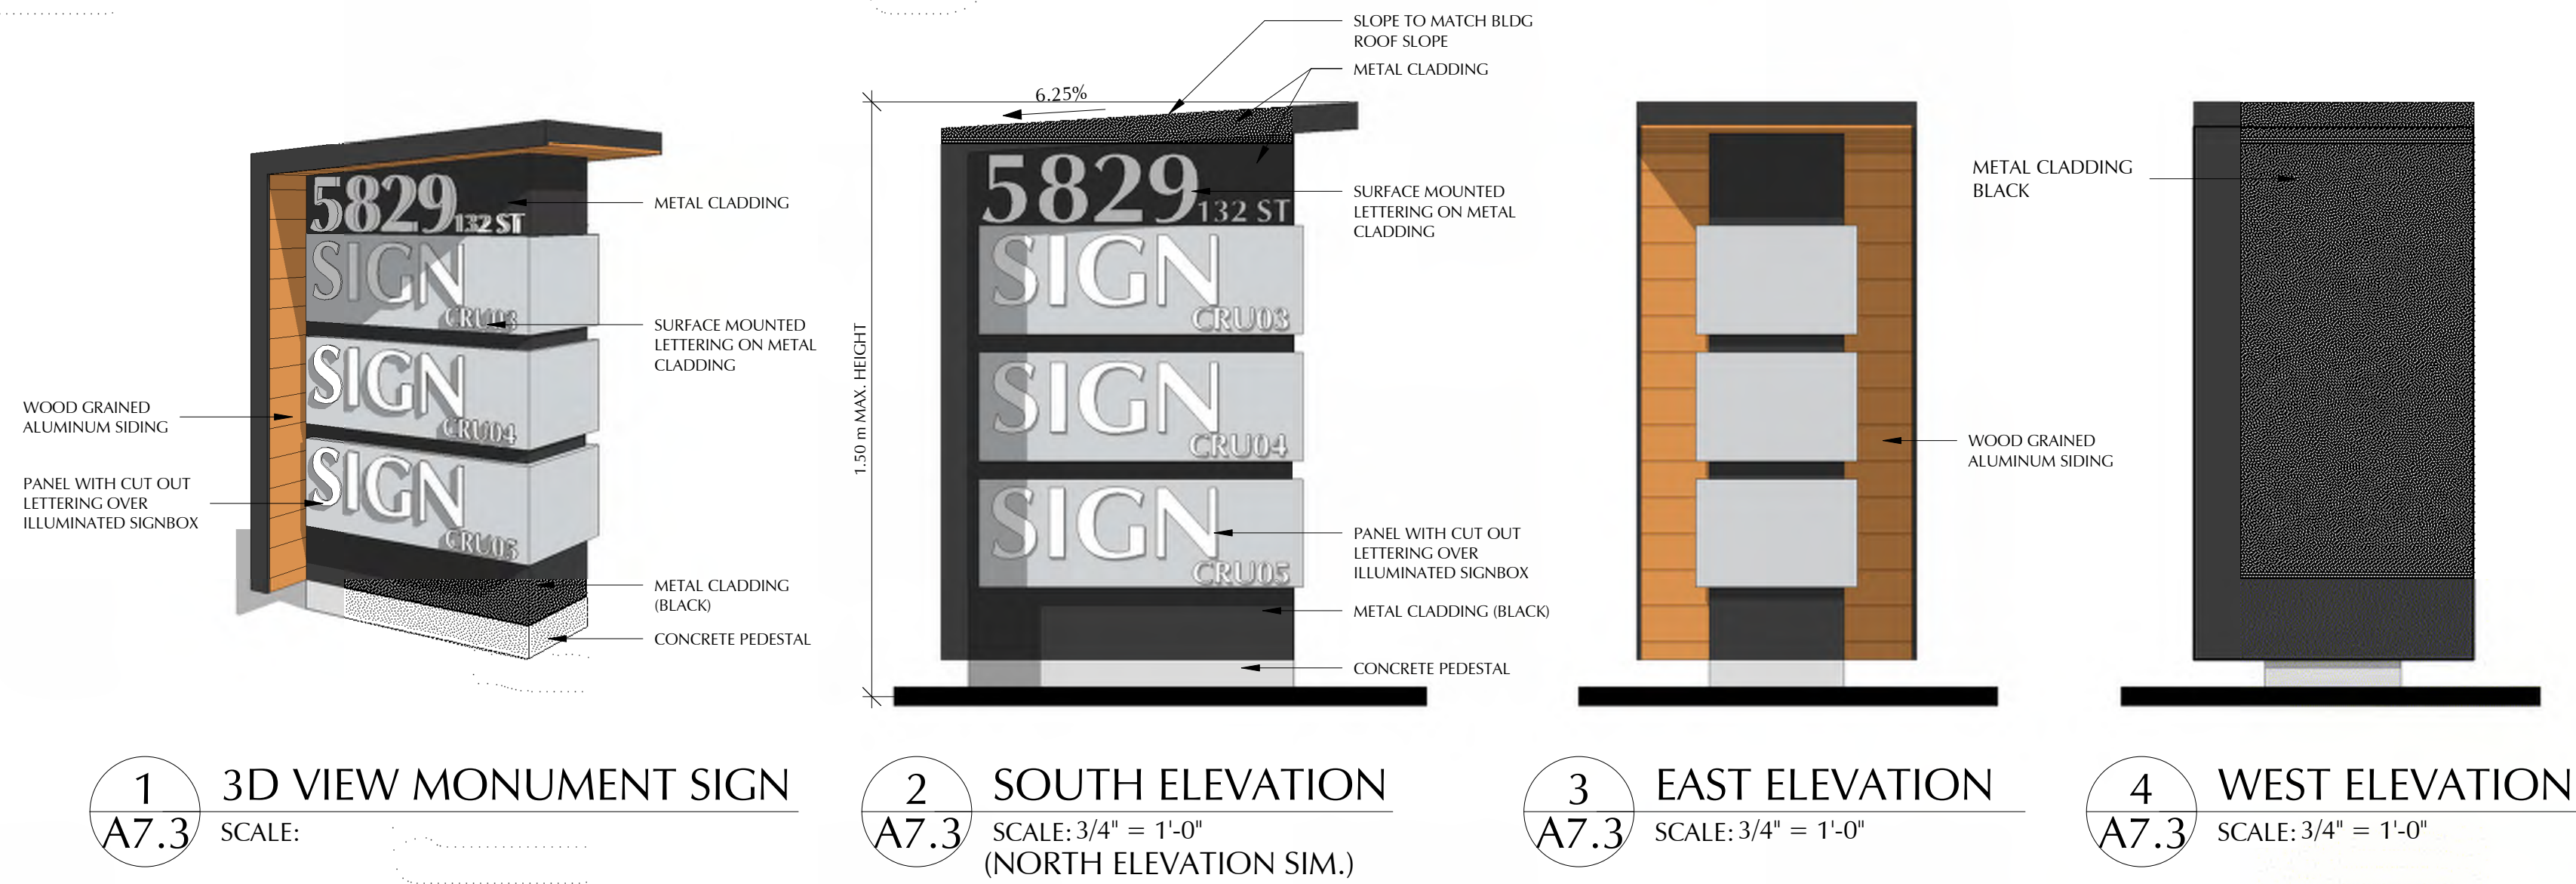 5829 132 ST
SIGN
CRU03
SIGN
CRU04
SIGN
CRU05
METAL CLADDING
SURFACE MOUNTED
LETTERING ON METAL
CLADDING
WOOD GRAINED
ALUMINUM SIDING
PANEL WITH CUT OUT
LETTERING OVER
ILLUMINATED SIGNBOX
METAL CLADDING
(BLACK)
CONCRETE PEDESTAL
1
A7.3
3D VIEW MONUMENT SIGN
SCALE:
SLOPE TO MATCH BLDG
ROOF SLOPE
METAL CLADDING
6.25%
1.50 m MAX. HEIGHT
5829 132 ST
SURFACE MOUNTED
LETTERING ON METAL
CLADDING
SIGN
CRU03
SIGN
CRU04
SIGN
CRU05
PANEL WITH CUT OUT
LETTERING OVER
ILLUMINATED SIGNBOX
METAL CLADDING (BLACK)
CONCRETE PEDESTAL
2
A7.3
SOUTH ELEVATION
SCALE: 3/4" = 1'-0"
(NORTH ELEVATION SIM.)
WOOD GRAINED
ALUMINUM SIDING
3
A7.3
EAST ELEVATION
SCALE: 3/4" = 1'-0"
METAL CLADDING
BLACK
4
A7.3
WEST ELEVATION
SCALE: 3/4" = 1'-0"